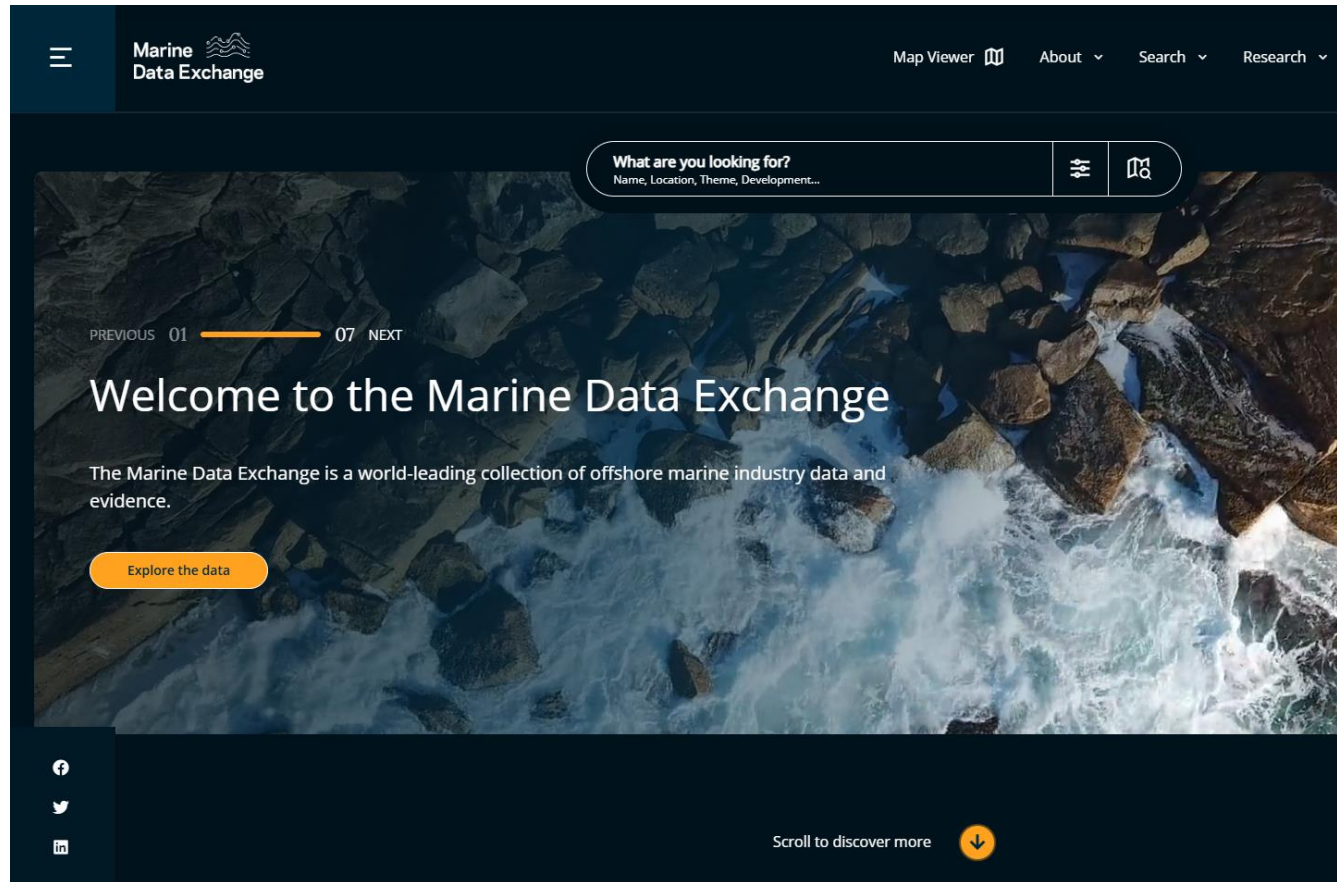 Marine
Data Exchange
Map Viewer
About
Search
Research
What are you looking for?
Name, Location, Theme, Development...
PREVIOUS 01 07 NEXT
Welcome to the Marine Data Exchange
The Marine Data Exchange is a world-leading collection of offshore marine industry data and
evidence.
Explore the data
Scroll to discover more